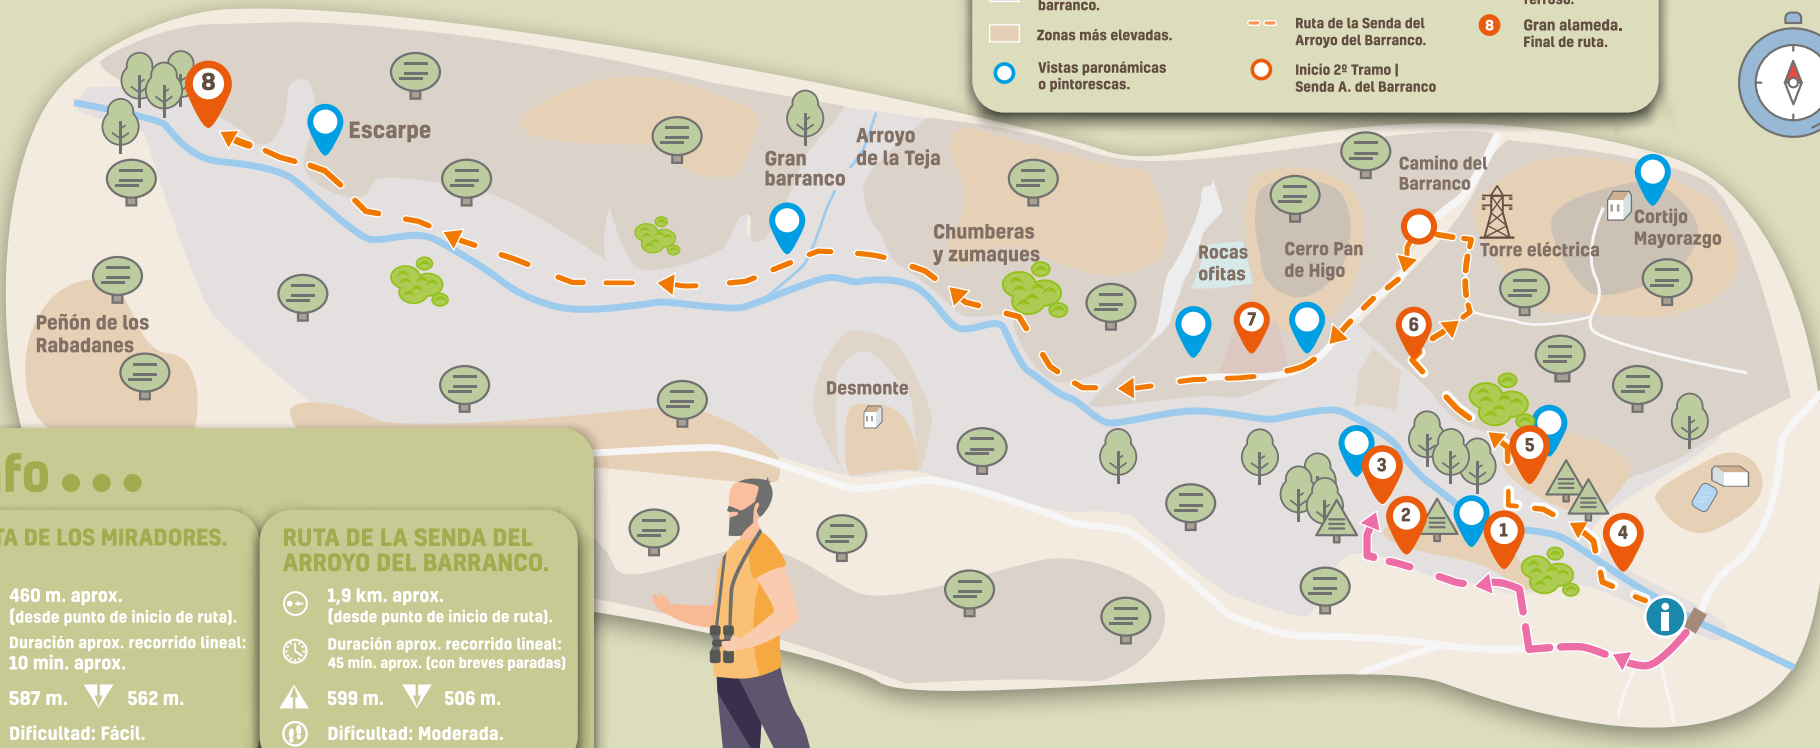 barranco.
Zonas más elevadas.
Vistas paronámicas
o pintorescas.
Ruta de la Senda del
Arroyo del Barranco.
Inicio 2º Tramo |
Senda A. del Barranco
terroso.
8
Gran alameda.
Final de ruta.
8
Escarpe
Gran
barranco
Arroyo
de la Teja
Chumberas
y zumaques
Rocas
ofitas
Cerro Pan
de Higo
Camino del
Barranco
Torre eléctrica
Cortijo
Mayorazgo
Peñón de los
Rabadanes
Desmonte
7
6
5
3
2
1
4
i
fo...
TA DE LOS MIRADORES.
460 m. aprox.
(desde punto de inicio de ruta).
Duración aprox. recorrido lineal:
10 min. aprox.
587 m.
562 m.
Dificultad: Fácil.
RUTA DE LA SENDA DEL
ARROYO DEL BARRANCO.
1,9 km. aprox.
(desde punto de inicio de ruta).
Duración aprox. recorrido lineal:
45 min. aprox. (con breves paradas)
599 m.
506 m.
Dificultad: Moderada.